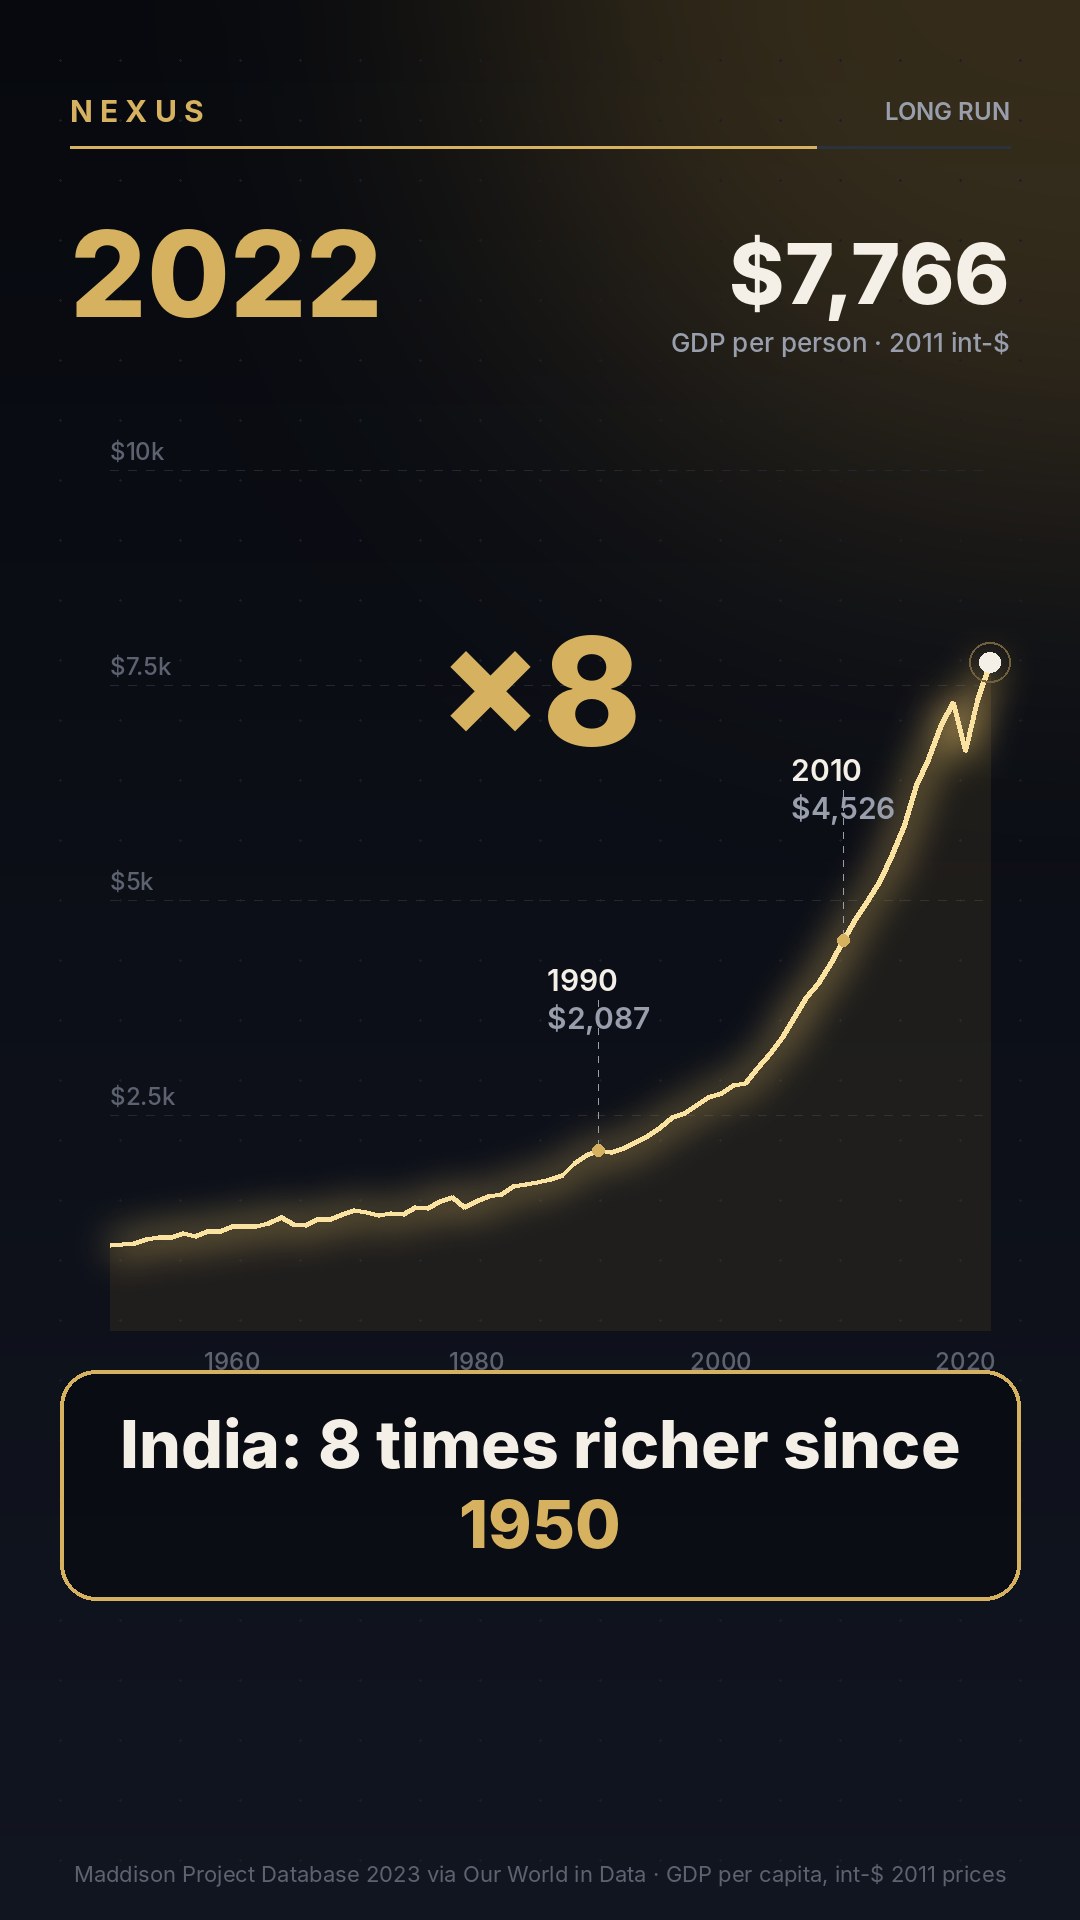 NEXUS
LONG RUN
2022
$7,766
GDP per person · 2011 int-$
$10k
$7.5k
×8
2010
$4,526
$5k
1990
$2,087
$2.5k
1960 1980 2000 2020
India: 8 times richer since
1950
Maddison Project Database 2023 via Our World in Data · GDP per capita, int-$ 2011 prices